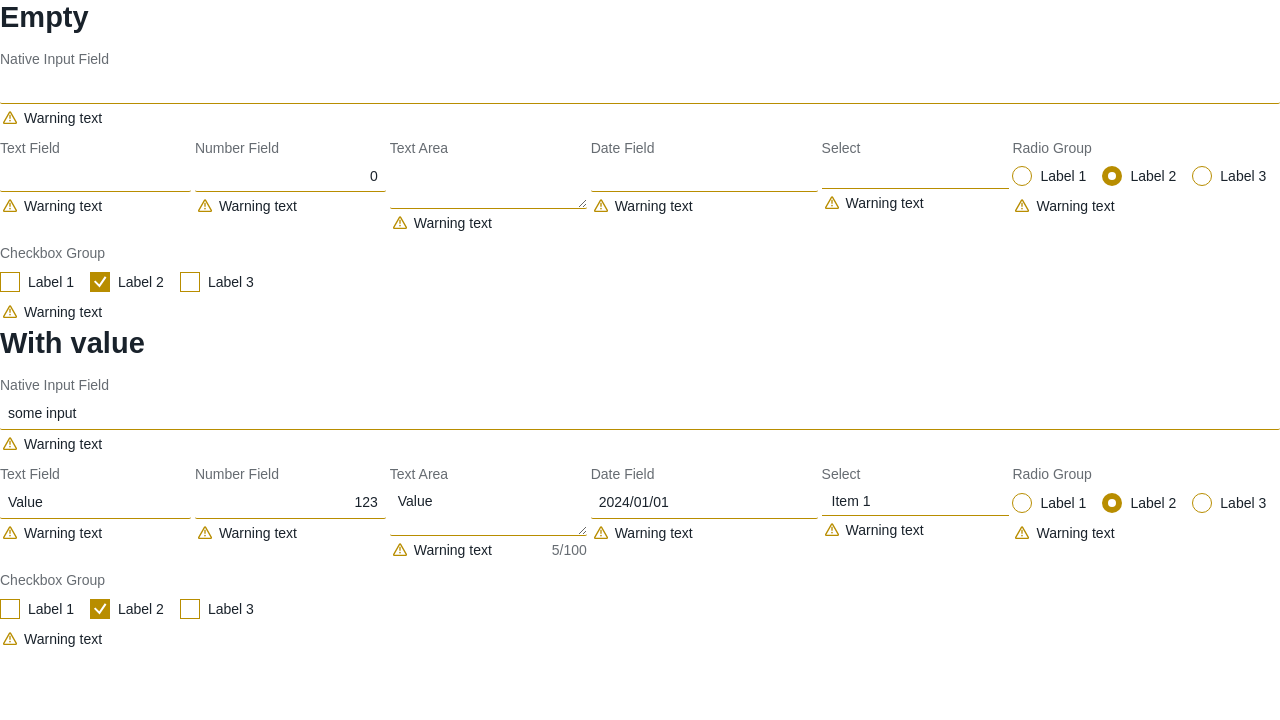 Empty
Native Input Field
Warning text
Text Field Number Field Text Area Date Field Select Radio Group
0 Label 1 Label 2 Label 3
Warning text Warning text Warning text Warning text Warning text Warning text
Checkbox Group
Label 1 Label 2 Label 3
Warning text
With value
Native Input Field
some input
Warning text
Text Field Number Field Text Area Date Field Select Radio Group
Value 123 Value 2024/01/01 Item 1 Label 1 Label 2 Label 3
Warning text Warning text Warning text 5/100 Warning text Warning text Warning text
Checkbox Group
Label 1 Label 2 Label 3
Warning text